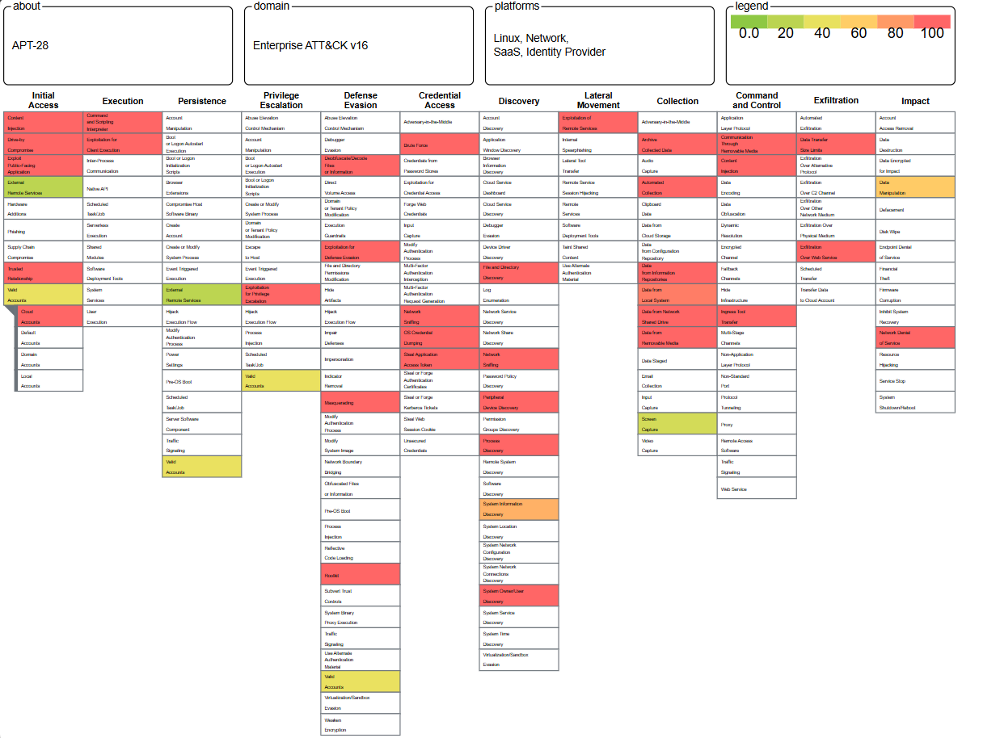 about
APT-28
domain
Enterprise ATT&CK v16
platforms
Linux, Network,
SaaS, Identity Provider
legend
0.0 20 40 60 80 100
Initial
Access
Content
Injection
Drive-by
Compromise
Exploit
Public-Facing
Application
External
Remote Services
Hardware
Additions
Phishing
Supply Chain
Compromise
Trusted
Relationship
Valid
Accounts
Cloud
Accounts
Default
Accounts
Domain
Accounts
Local
Accounts
Execution
Command
and Scripting
Interpreter
Exploitation for
Client Execution
Inter-Process
Communication
Native API
Scheduled
Task/Job
Serverless
Execution
Shared
Modules
Software
Deployment Tools
System
Services
User
Execution
Persistence
Account
Manipulation
Boot
or Logon Autostart
Execution
Boot or Logon
Initialization
Scripts
Browser
Extensions
Compromise Host
Software Binary
Create
Account
Create or Modify
System Process
Event Triggered
Execution
External
Remote Services
Hijack
Execution Flow
Modify
Authentication
Process
Power
Settings
Pre-OS Boot
Scheduled
Task/Job
Server Software
Component
Traffic
Signaling
Valid
Accounts
Privilege
Escalation
Abuse Elevation
Control Mechanism
Account
Manipulation
Boot
or Logon Autostart
Execution
Boot or Logon
Initialization
Scripts
Create or Modify
System Process
Domain
or Tenant Policy
Modification
Escape
to Host
Event Triggered
Execution
Exploitation
for Privilege
Escalation
Hijack
Execution Flow
Process
Injection
Scheduled
Task/Job
Valid
Accounts
Defense
Evasion
Abuse Elevation
Control Mechanism
Debugger
Evasion
Deobfuscate/Decode
Files
or Information
Direct
Volume Access
Domain
or Tenant Policy
Modification
Execution
Guardrails
Exploitation for
Defense Evasion
File and Directory
Permissions
Modification
Hide
Artifacts
Hijack
Execution Flow
Impair
Defenses
Impersonation
Indicator
Removal
Masquerading
Modify
Authentication
Process
Modify
System Image
Network Boundary
Bridging
Obfuscated Files
or Information
Pre-OS Boot
Process
Injection
Reflective
Code Loading
Rootkit
Subvert Trust
Controls
System Binary
Proxy Execution
Traffic
Signaling
Use Alternate
Authentication
Material
Valid
Accounts
Virtualization/Sandbox
Evasion
Weaken
Encryption
Credential
Access
Adversary-in-the-Middle
Brute Force
Credentials from
Password Stores
Exploitation for
Credential Access
Forge Web
Credentials
Input
Capture
Modify
Authentication
Process
Multi-Factor
Authentication
Interception
Multi-Factor
Authentication
Request Generation
Network
Sniffing
OS Credential
Dumping
Steal Application
Access Token
Steal or Forge
Authentication
Certificates
Steal or Forge
Kerberos Tickets
Steal Web
Session Cookie
Unsecured
Credentials
Discovery
Account
Discovery
Application
Window Discovery
Browser
Information
Discovery
Cloud Service
Dashboard
Cloud Service
Discovery
Debugger
Evasion
Device Driver
Discovery
File and Directory
Discovery
Log
Enumeration
Network Service
Discovery
Network Share
Discovery
Network
Sniffing
Password Policy
Discovery
Peripheral
Device Discovery
Permission
Groups Discovery
Process
Discovery
Remote System
Discovery
Software
Discovery
System Information
Discovery
System Location
Discovery
System Network
Configuration
Discovery
System Network
Connections
Discovery
System Owner/User
Discovery
System Service
Discovery
System Time
Discovery
Virtualization/Sandbox
Evasion
Lateral
Movement
Exploitation of
Remote Services
Internal
Spearphishing
Lateral Tool
Transfer
Remote Service
Session Hijacking
Remote
Services
Software
Deployment Tools
Taint Shared
Content
Use Alternate
Authentication
Material
Collection
Adversary-in-the-Middle
Archive
Collected Data
Audio
Capture
Automated
Collection
Clipboard
Data
Data from
Cloud Storage
Data
from Configuration
Repository
Data
from Information
Repositories
Data from
Local System
Data from Network
Shared Drive
Data from
Removable Media
Data Staged
Email
Collection
Input
Capture
Screen
Capture
Video
Capture
Command
and Control
Application
Layer Protocol
Communication
Through
Removable Media
Content
Injection
Data
Encoding
Data
Obfuscation
Dynamic
Resolution
Encrypted
Channel
Fallback
Channels
Hide
Infrastructure
Ingress Tool
Transfer
Multi-Stage
Channels
Non-Application
Layer Protocol
Non-Standard
Port
Protocol
Tunneling
Proxy
Remote Access
Software
Traffic
Signaling
Web Service
Exfiltration
Automated
Exfiltration
Data Transfer
Size Limits
Exfiltration
Over Alternative
Protocol
Exfiltration
Over C2 Channel
Exfiltration
Over Other
Network Medium
Exfiltration Over
Physical Medium
Exfiltration
Over Web Service
Scheduled
Transfer
Transfer Data
to Cloud Account
Impact
Account
Access Removal
Data
Destruction
Data Encrypted
for Impact
Data
Manipulation
Defacement
Disk Wipe
Endpoint Denial
of Service
Financial
Theft
Firmware
Corruption
Inhibit System
Recovery
Network Denial
of Service
Resource
Hijacking
Service Stop
System
Shutdown/Reboot